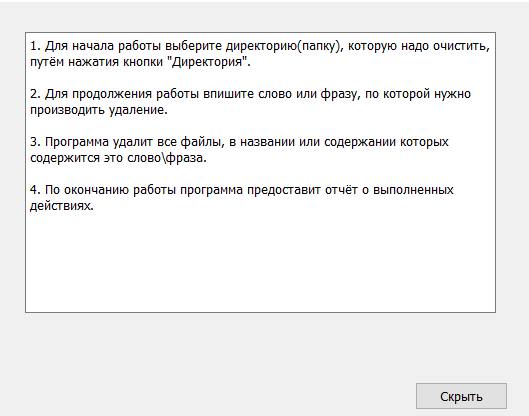 1. Для начала работы выберите директорию(папку), которую надо очистить,
путём нажатия кнопки "Директория".
2. Для продолжения работы впишите слово или фразу, по которой нужно
производить удаление.
3. Программа удалит все файлы, в названии или содержании которых
содержится это слово\фраза.
4. По окончанию работы программа предоставит отчёт о выполненных
действиях.
Скрыть